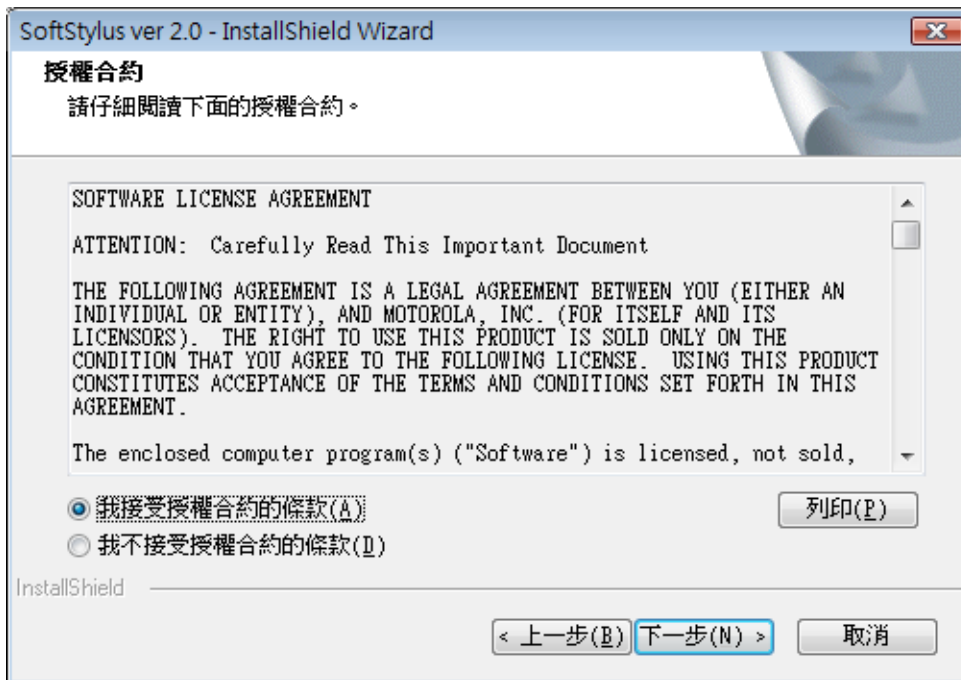 SoftStylus ver 2.0 - InstallShield Wizard
授權合約
請仔細閱讀下面的授權合約。
SOFTWARE LICENSE AGREEMENT
ATTENTION:  Carefully Read This Important Document
THE FOLLOWING AGREEMENT IS A LEGAL AGREEMENT BETWEEN YOU (EITHER AN
INDIVIDUAL OR ENTITY), AND MOTOROLA, INC. (FOR ITSELF AND ITS
LICENSORS).  THE RIGHT TO USE THIS PRODUCT IS SOLD ONLY ON THE
CONDITION THAT YOU AGREE TO THE FOLLOWING LICENSE.  USING THIS PRODUCT
CONSTITUTES ACCEPTANCE OF THE TERMS AND CONDITIONS SET FORTH IN THIS
AGREEMENT.
The enclosed computer program(s) ("Software") is licensed, not sold,
我接受授權合約的條款(A)
列印(P)
我不接受授權合約的條款(D)
InstallShield
< 上一步(B) 下一步(N) > 取消